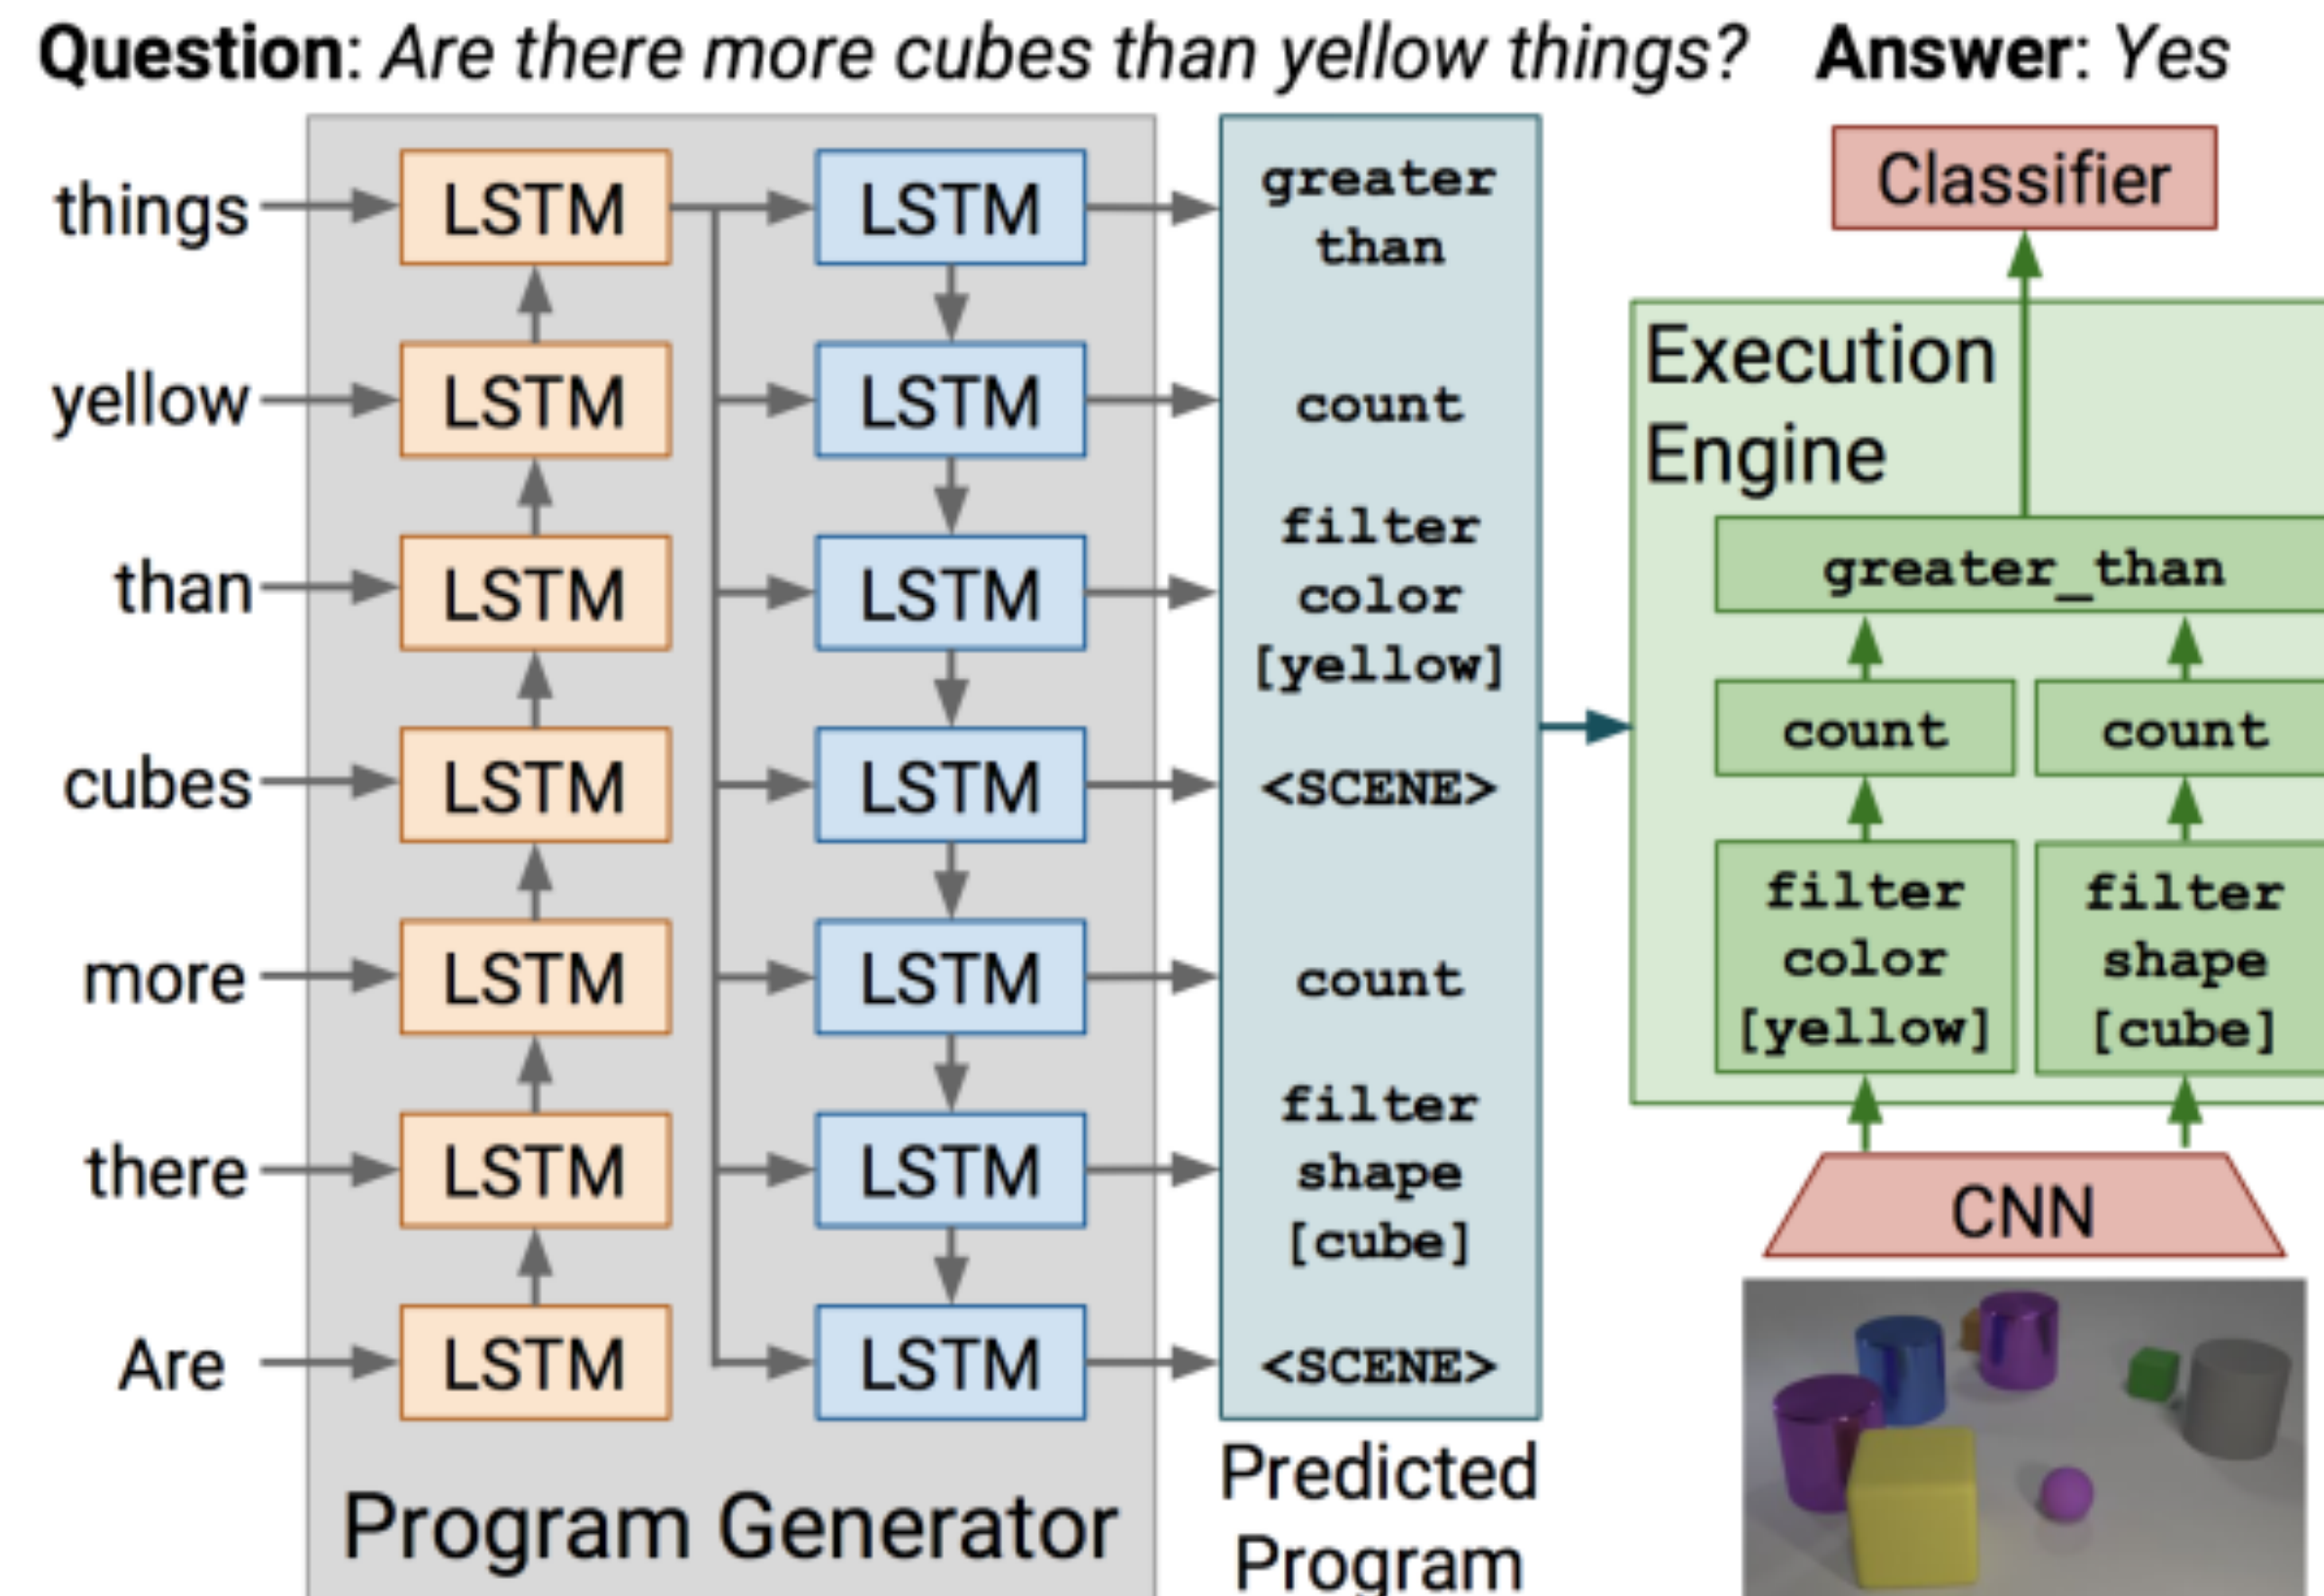 Question: Are there more cubes than yellow things? Answer: Yes
things
yellow
than
cubes
more
there
Are
LSTM
LSTM
LSTM
LSTM
LSTM
LSTM
LSTM
LSTM
LSTM
LSTM
LSTM
LSTM
LSTM
LSTM
Program Generator
greater
than
count
filter
color
[yellow]
<SCENE>
count
filter
shape
[cube]
<SCENE>
Predicted
Program
Classifier
Execution
Engine
greater_than
count
count
filter
color
[yellow]
filter
shape
[cube]
CNN